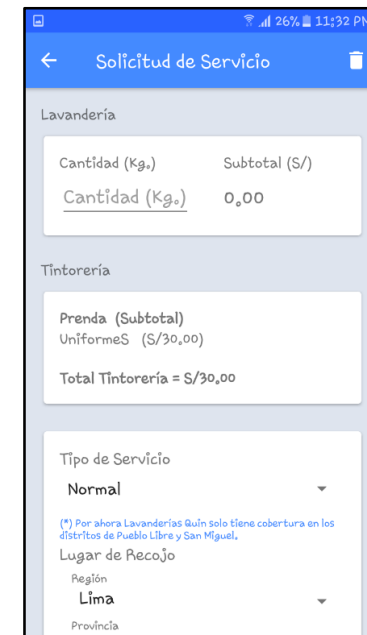 26% 11:32 PM
Solicitud de Servicio
Lavandería
Cantidad (Kg.) Subtotal (S/)
Cantidad (Kg.) 0.00
Tintorería
Prenda (Subtotal)
UniformeS (S/30.00)
Total Tintorería = S/30.00
Tipo de Servicio
Normal
(*) Por ahora Lavanderías Quin solo tiene cobertura en los
distritos de Pueblo Libre y San Miguel.
Lugar de Recojo
Región
Lima
Provincia